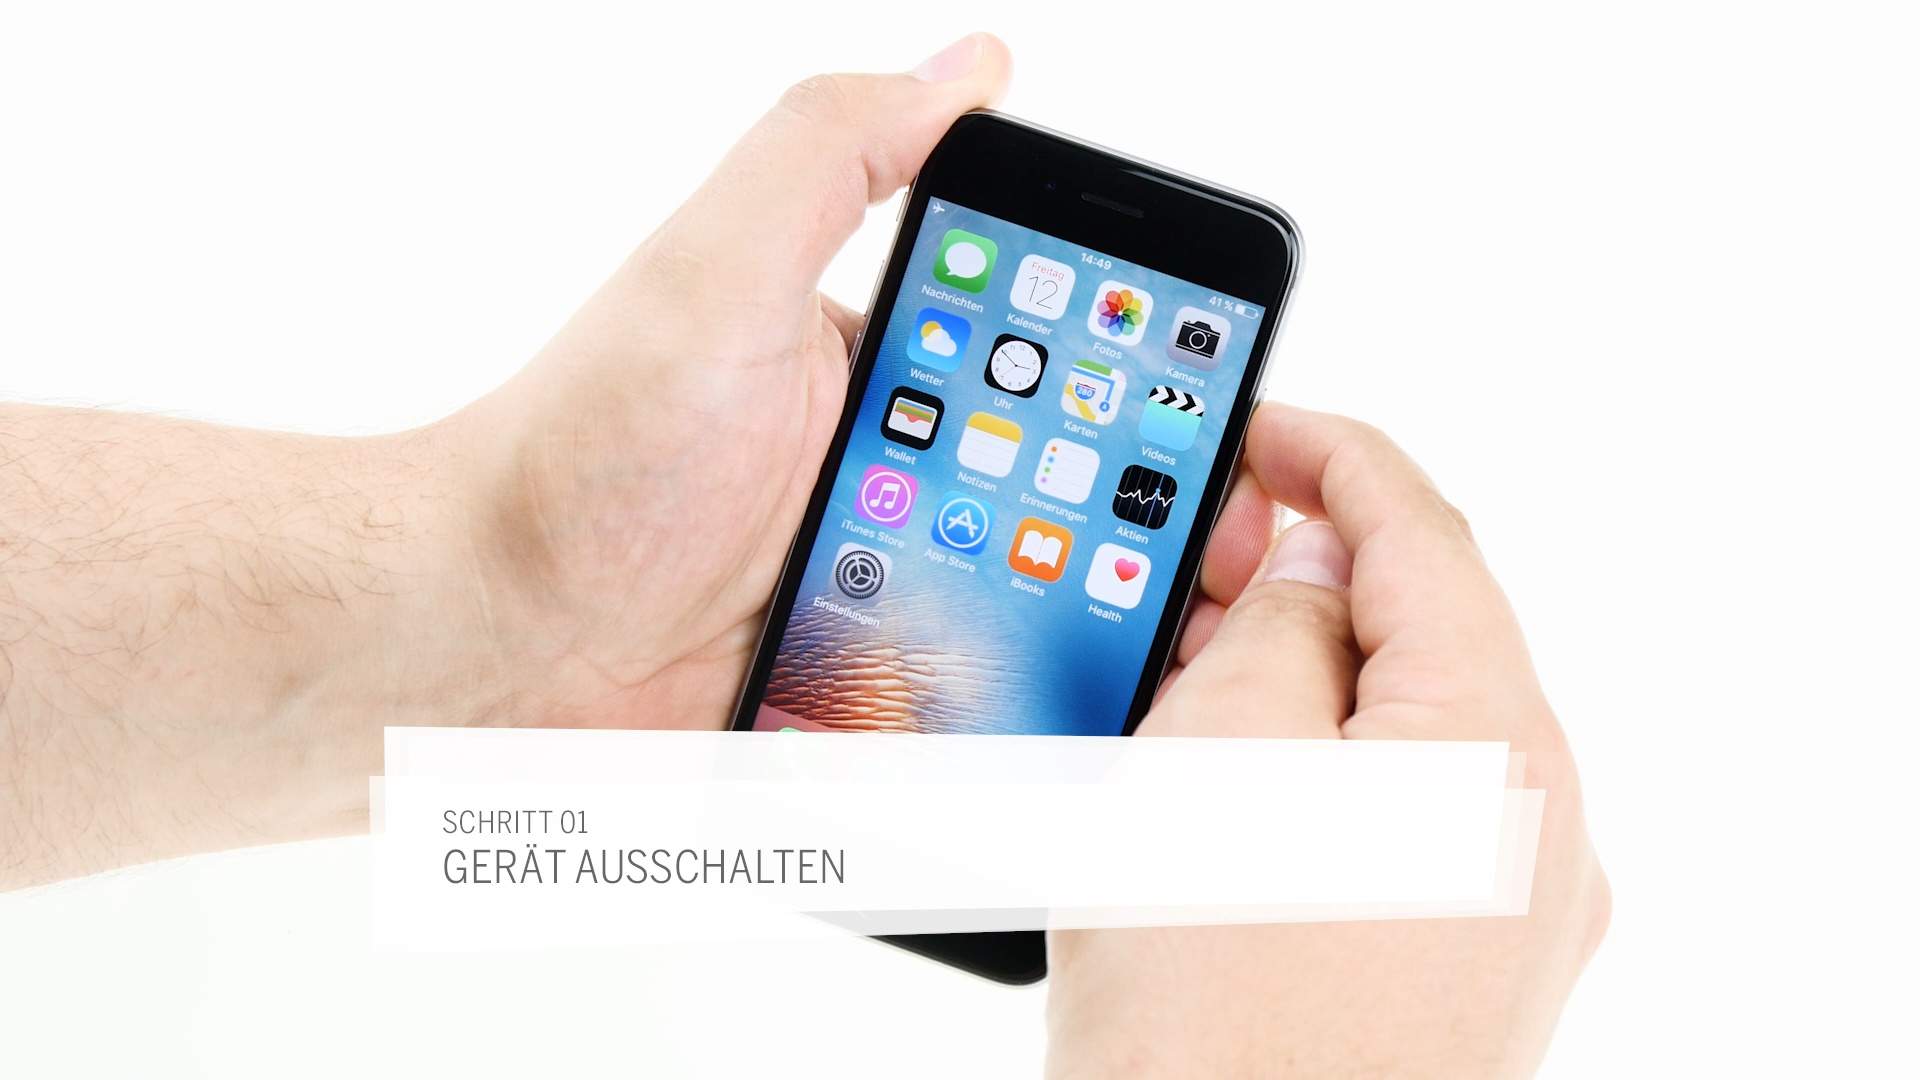 14:49
41 %
Nachrichten
Freitag
12
Kalender
Fotos
Kamera
Wetter
Uhr
280
Karten
Videos
Wallet
Notizen
Erinnerungen
Aktien
iTunes Store
App Store
iBooks
Health
Einstellungen
SCHRITT 01
GERÄT AUSSCHALTEN